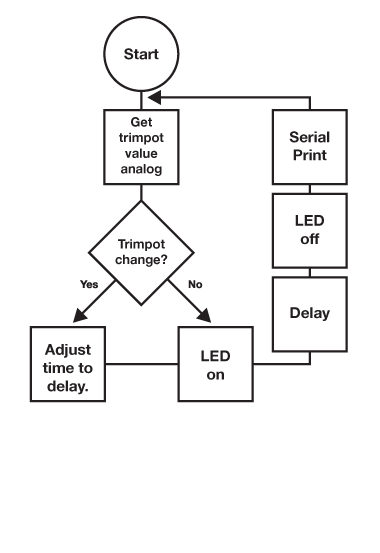 Start
Get
trimpot
value
analog
Trimpot
change?
Yes
No
Adjust
time to
delay.
LED
on
Delay
LED
off
Serial
Print